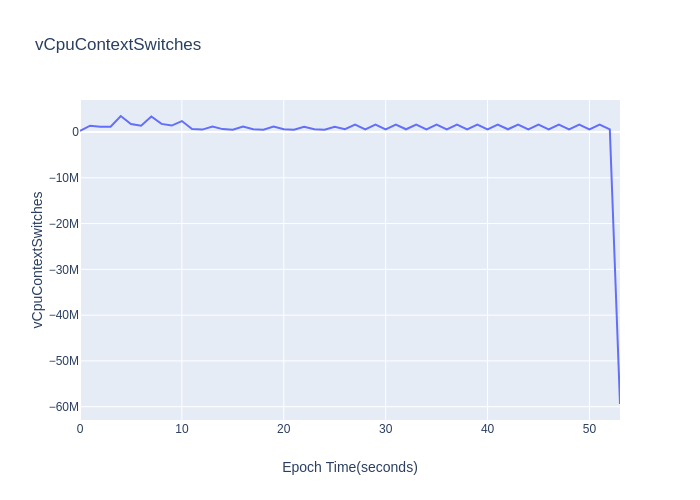 vCpuContextSwitches
0
−10M
−20M
−30M
−40M
−50M
−60M
vCpuContextSwitches
0 10 20 30 40 50
Epoch Time(seconds)